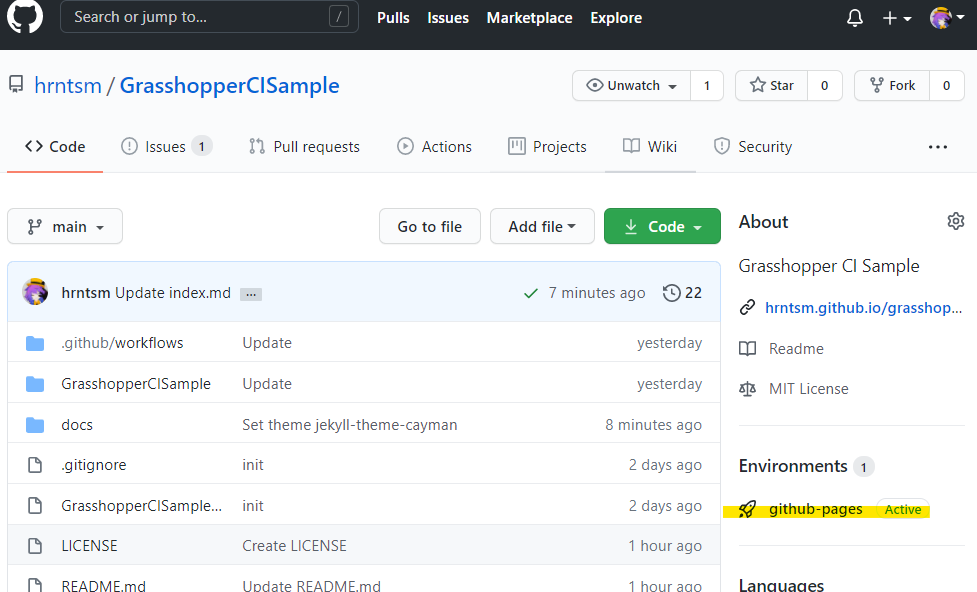 Search or jump to... /
Pulls Issues Marketplace Explore
hrntsm / GrasshopperCISample
Unwatch 1 Star 0 Fork 0
Code Issues 1 Pull requests Actions Projects Wiki Security ...
main Go to file Add file Code
hrntsm Update index.md ... 7 minutes ago 22
.github/workflows Update yesterday
GrasshopperCISample Update yesterday
docs Set theme jekyll-theme-cayman 8 minutes ago
.gitignore init 2 days ago
GrasshopperCISample... init 2 days ago
LICENSE Create LICENSE 1 hour ago
README.md Update README.md 1 hour ago
About
Grasshopper CI Sample
hrntsm.github.io/grasshop...
Readme
MIT License
Environments 1
github-pages Active
Languages